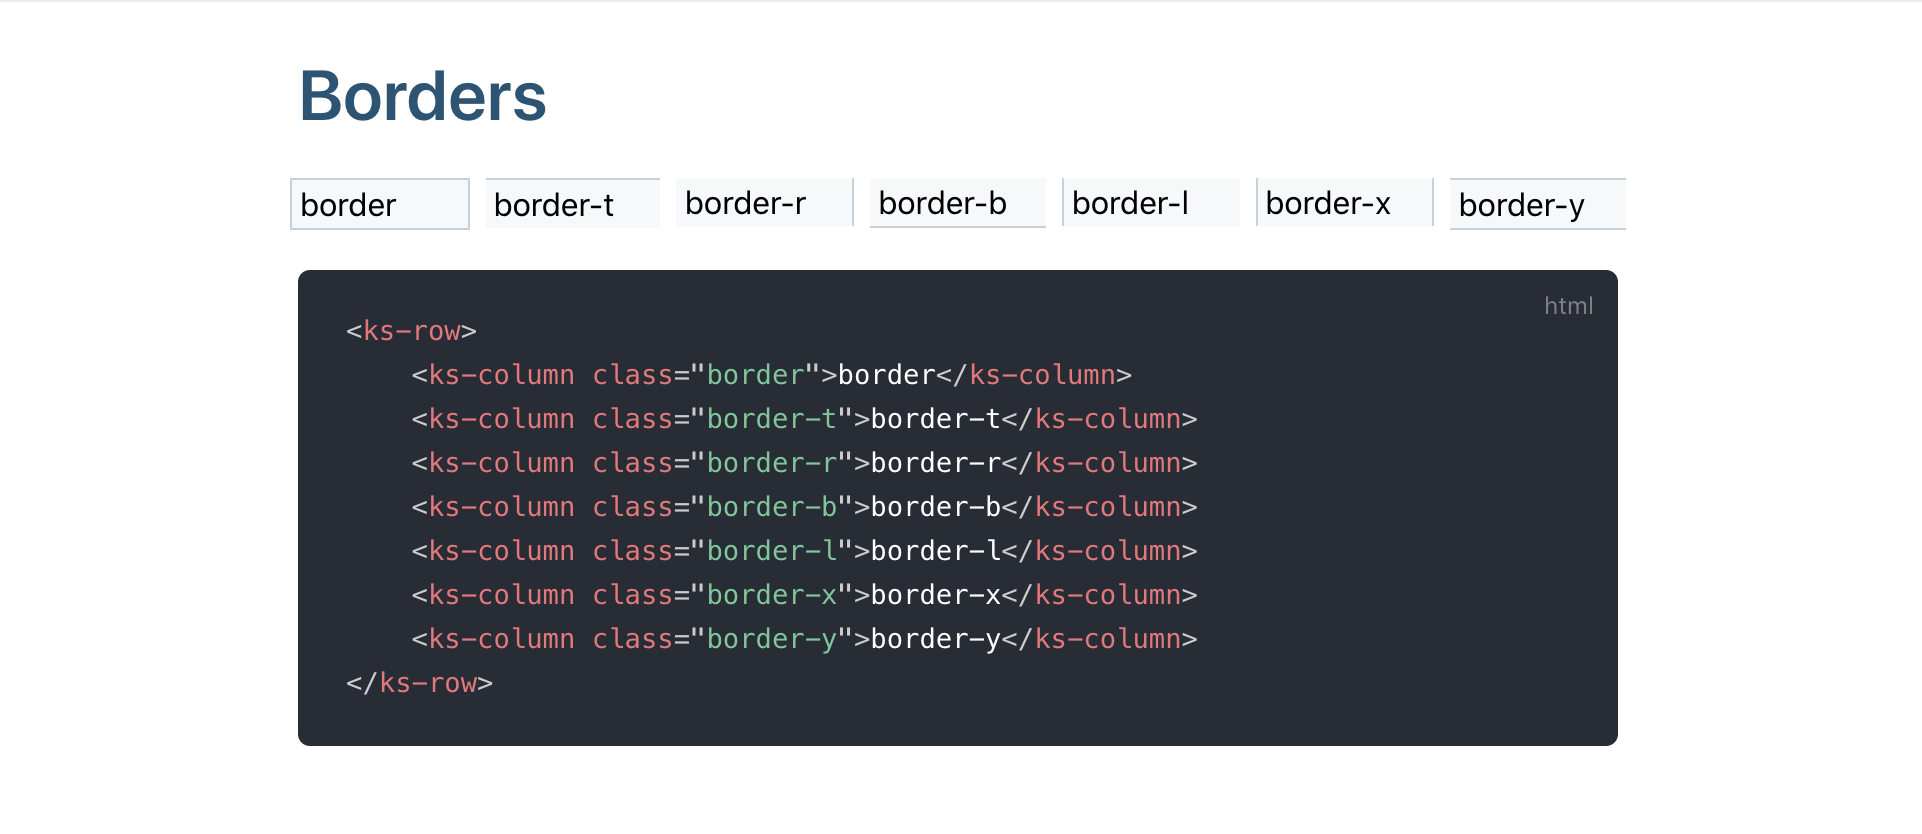 Borders
border border-t border-r border-b border-l border-x border-y
html
<ks-row>
    <ks-column class="border">border</ks-column>
    <ks-column class="border-t">border-t</ks-column>
    <ks-column class="border-r">border-r</ks-column>
    <ks-column class="border-b">border-b</ks-column>
    <ks-column class="border-l">border-l</ks-column>
    <ks-column class="border-x">border-x</ks-column>
    <ks-column class="border-y">border-y</ks-column>
</ks-row>